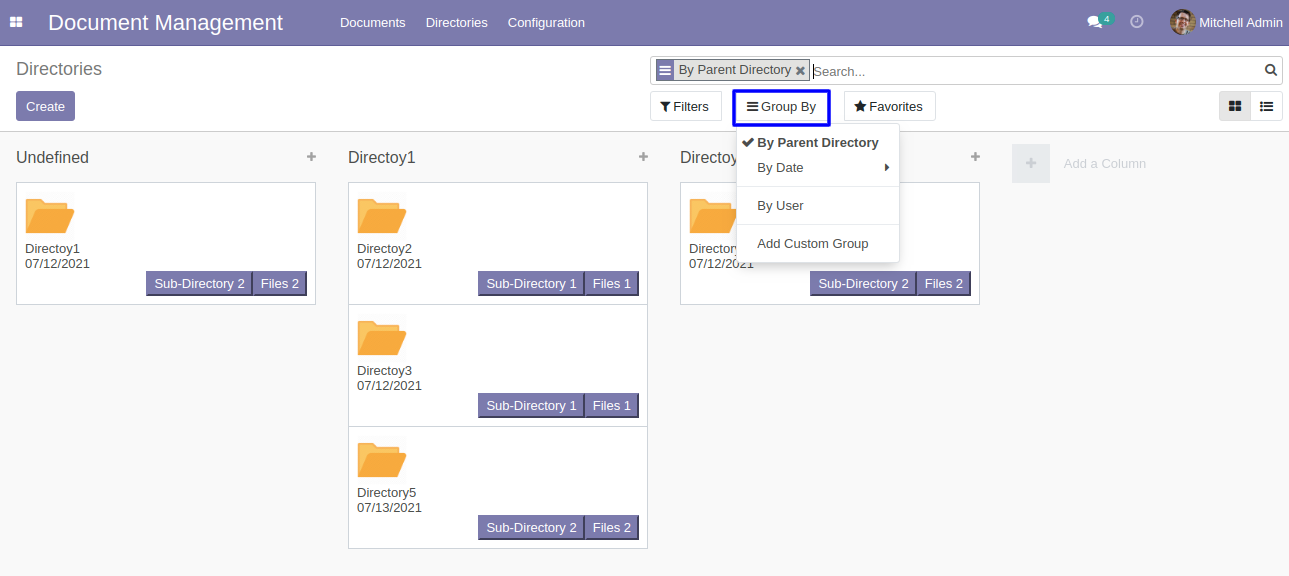 Document Management Documents Directories Configuration 4 Mitchell Admin
Directories
By Parent Directory Search...
Create
Filters Group By Favorites
By Parent Directory
By Date
By User
Add Custom Group
Undefined
Directoy1
07/12/2021
Sub-Directory 2 Files 2
Directoy1
Directoy2
07/12/2021
Sub-Directory 1 Files 1
Directoy3
07/12/2021
Sub-Directory 1 Files 1
Directory5
07/13/2021
Sub-Directory 2 Files 2
07/12/2021
Sub-Directory 2 Files 2
Add a Column